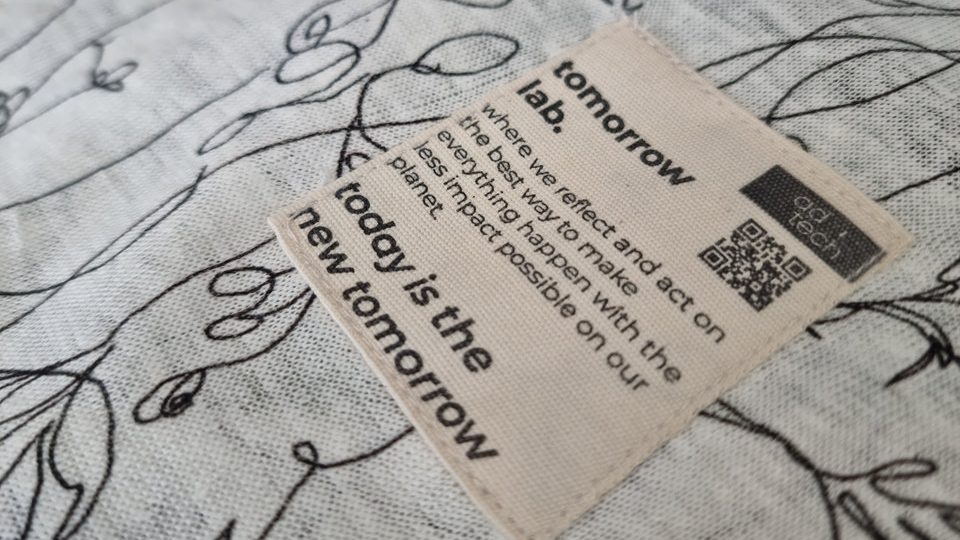 tomorrow
lab.
where we reflect and act on
the best way to make
everything happen with the
less impact possible on our
planet.
today is the
new tomorrow
ad
tech